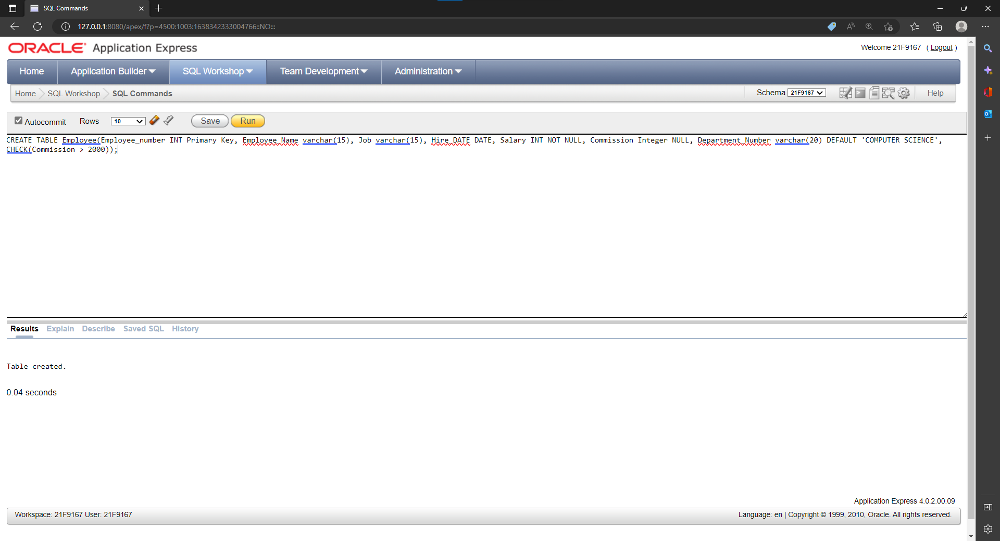 SQL Commands
127.0.0.1:8080/apex/f?p=4500:1003:1638342333004766::NO:::
ORACLE Application Express
Welcome 21F9167 ( Logout )
Home Application Builder SQL Workshop Team Development Administration
Home SQL Workshop SQL Commands Schema 21F9167 Help
Autocommit Rows 10 Save Run
CREATE TABLE Employee(Employee_number INT Primary Key, Employee_Name varchar(15), Job varchar(15), Hire_DATE DATE, Salary INT NOT NULL, Commission Integer NULL, Department_Number varchar(20) DEFAULT 'COMPUTER SCIENCE',
CHECK(Commission > 2000));
Results Explain Describe Saved SQL History
Table created.
0.04 seconds
Application Express 4.0.2.00.09
Workspace: 21F9167 User: 21F9167 Language: en | Copyright © 1999, 2010, Oracle. All rights reserved.